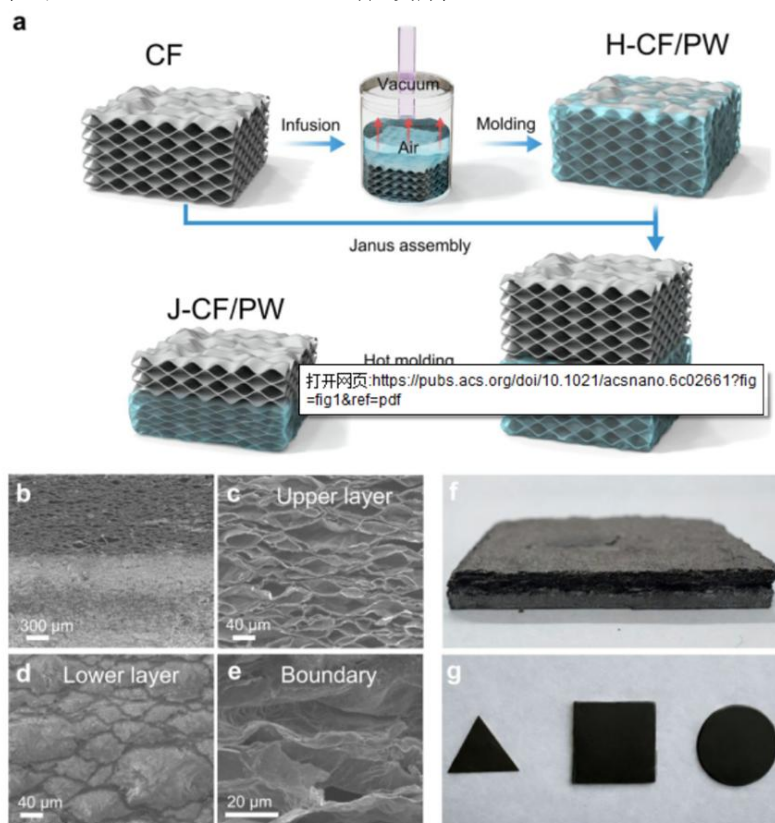 a
CF
H-CF/PW
Vacuum
Infusion
Molding
Air
Janus assembly
J-CF/PW
Hot molding
打开网页:https://pubs.acs.org/doi/10.1021/acsnano.6c02661?fig
=fig1&ref=pdf
b
300 μm
c
Upper layer
40 μm
f
d
Lower layer
40 μm
e
Boundary
20 μm
g